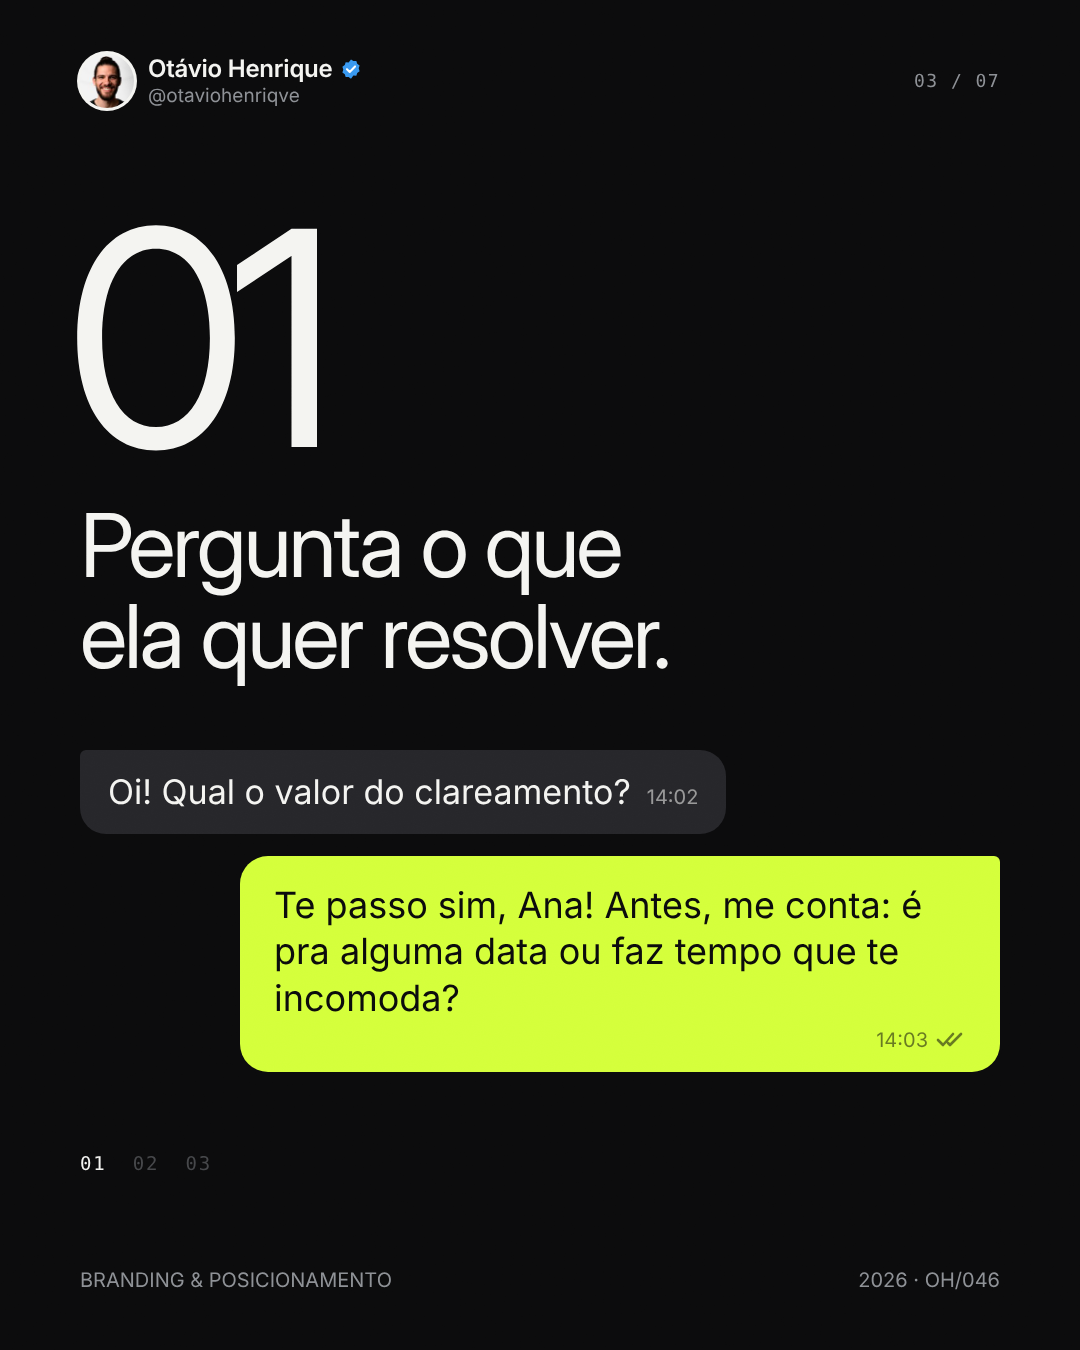 Otávio Henrique
@otaviohenriqve
03 / 07
01
Pergunta o que
ela quer resolver.
Oi! Qual o valor do clareamento? 14:02
Te passo sim, Ana! Antes, me conta: é
pra alguma data ou faz tempo que te
incomoda?
14:03
01 02 03
BRANDING & POSICIONAMENTO
2026 · OH/046